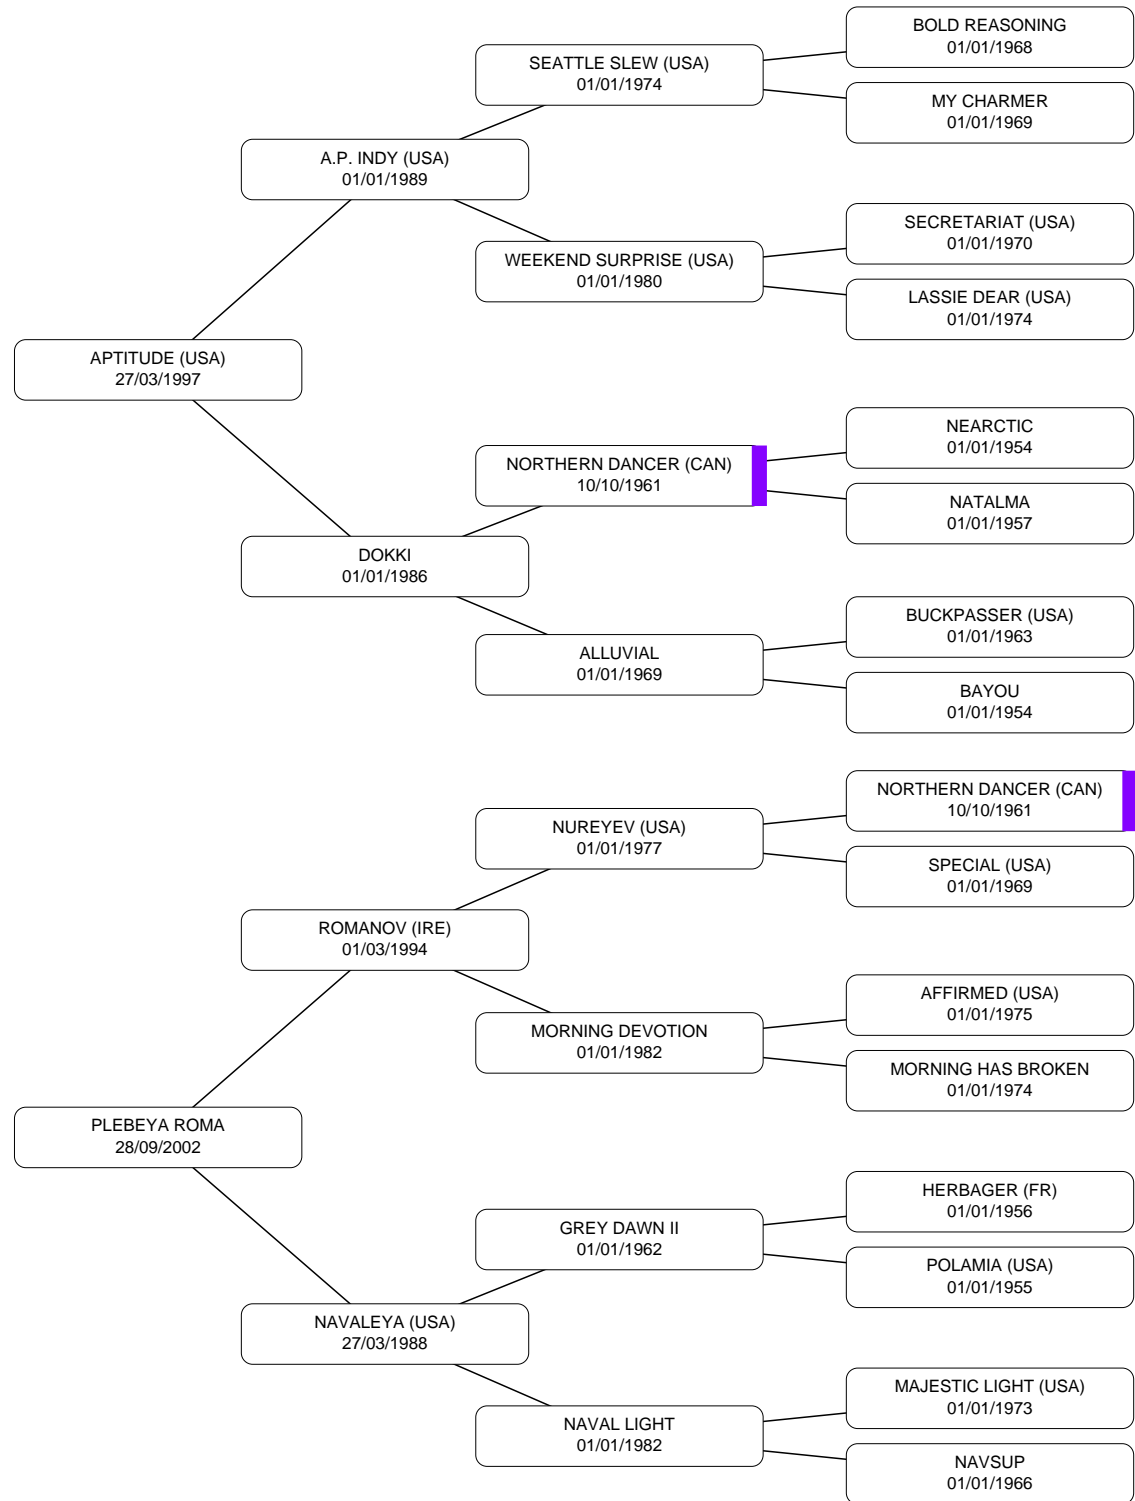 BOLD REASONING
01/01/1968
SEATTLE SLEW (USA)
01/01/1974
MY CHARMER
01/01/1969
A.P. INDY (USA)
01/01/1989
SECRETARIAT (USA)
01/01/1970
WEEKEND SURPRISE (USA)
01/01/1980
LASSIE DEAR (USA)
01/01/1974
APTITUDE (USA)
27/03/1997
NEARCTIC
01/01/1954
NORTHERN DANCER (CAN)
10/10/1961
NATALMA
01/01/1957
DOKKI
01/01/1986
BUCKPASSER (USA)
01/01/1963
ALLUVIAL
01/01/1969
BAYOU
01/01/1954
NORTHERN DANCER (CAN)
10/10/1961
NUREYEV (USA)
01/01/1977
SPECIAL (USA)
01/01/1969
ROMANOV (IRE)
01/03/1994
AFFIRMED (USA)
01/01/1975
MORNING DEVOTION
01/01/1982
MORNING HAS BROKEN
01/01/1974
PLEBEYA ROMA
28/09/2002
HERBAGER (FR)
01/01/1956
GREY DAWN II
01/01/1962
POLAMIA (USA)
01/01/1955
NAVALEYA (USA)
27/03/1988
MAJESTIC LIGHT (USA)
01/01/1973
NAVAL LIGHT
01/01/1982
NAVSUP
01/01/1966